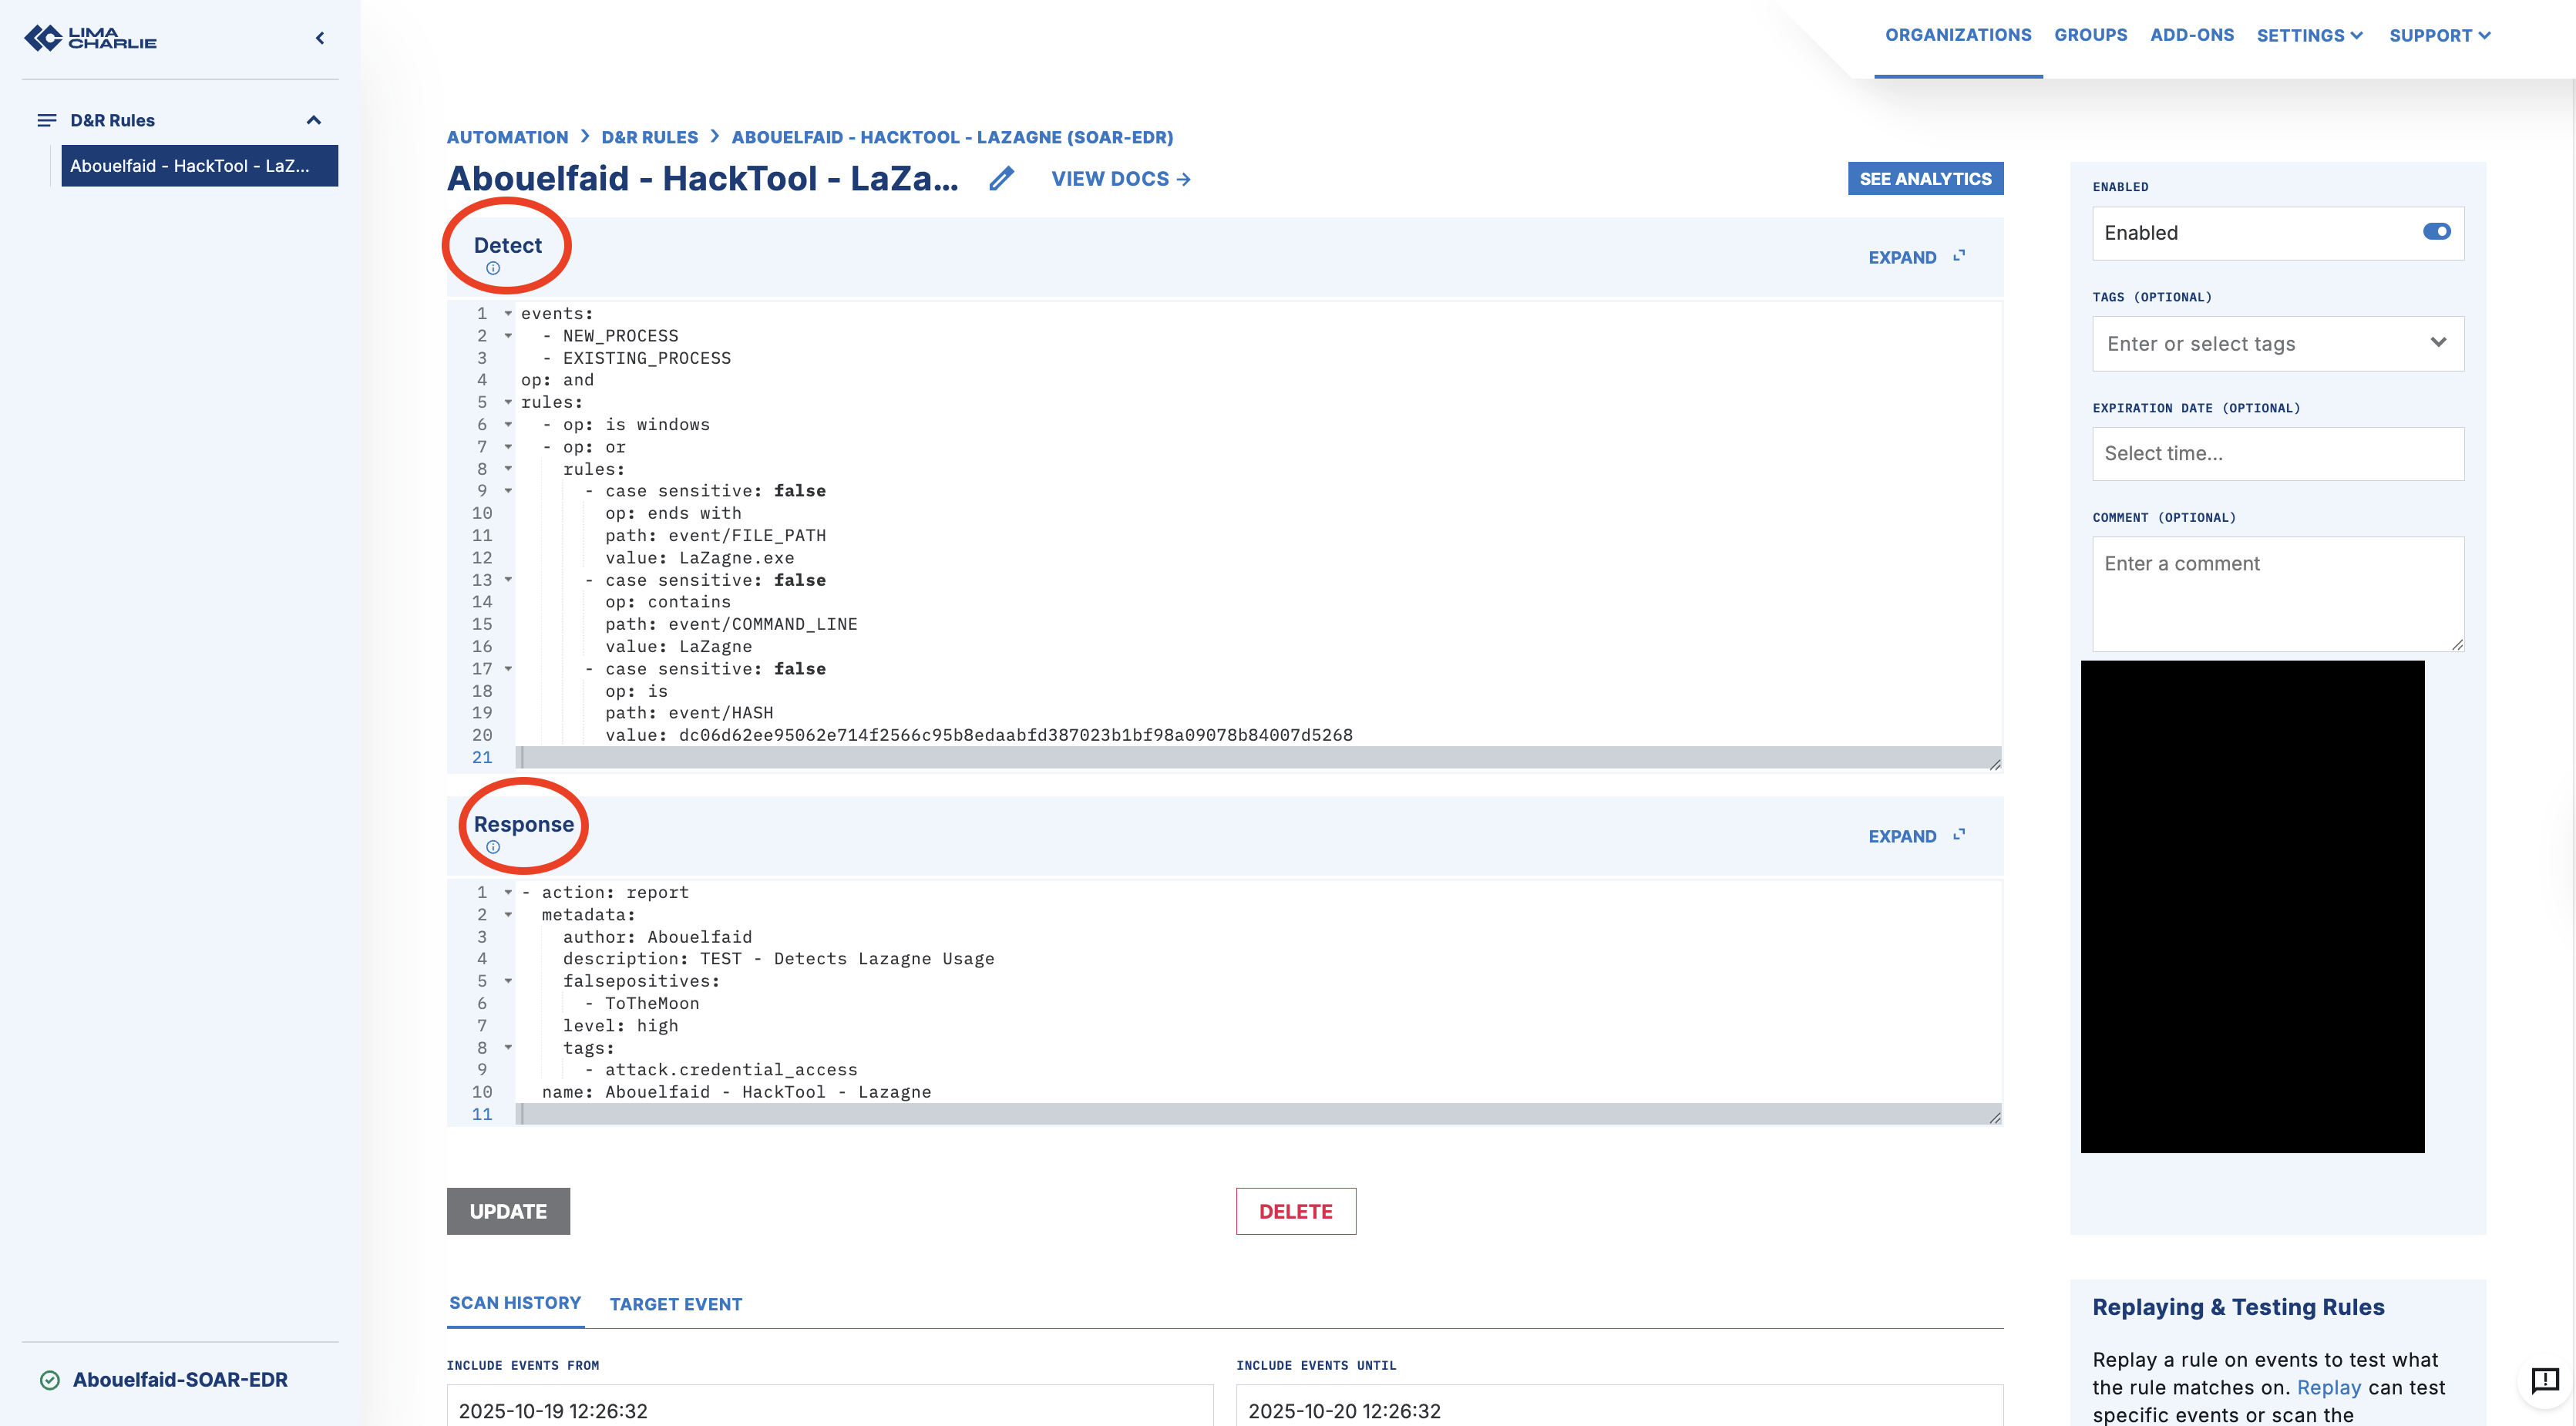 LIMA
CHARLIE
D&R Rules
Abouelfaid - HackTool - LaZ...
Abouelfaid-SOAR-EDR
ORGANIZATIONS GROUPS ADD-ONS SETTINGS SUPPORT
AUTOMATION > D&R RULES > ABOUELFAID - HACKTOOL - LAZAGNE (SOAR-EDR)
Abouelfaid - HackTool - LaZa... VIEW DOCS → SEE ANALYTICS
Detect
EXPAND
1 events:
2   - NEW_PROCESS
3   - EXISTING_PROCESS
4 op: and
5 rules:
6   - op: is windows
7   - op: or
8     rules:
9       - case sensitive: false
10         op: ends with
11         path: event/FILE_PATH
12         value: LaZagne.exe
13       - case sensitive: false
14         op: contains
15         path: event/COMMAND_LINE
16         value: LaZagne
17       - case sensitive: false
18         op: is
19         path: event/HASH
20         value: dc06d62ee95062e714f2566c95b8edaabfd387023b1bf98a09078b84007d5268
21
Response
EXPAND
1 - action: report
2   metadata:
3     author: Abouelfaid
4     description: TEST - Detects Lazagne Usage
5     falsepositives:
6       - ToTheMoon
7     level: high
8     tags:
9       - attack.credential_access
10   name: Abouelfaid - HackTool - Lazagne
11
UPDATE DELETE
SCAN HISTORY TARGET EVENT
INCLUDE EVENTS FROM INCLUDE EVENTS UNTIL
2025-10-19 12:26:32 2025-10-20 12:26:32
ENABLED
Enabled
TAGS (OPTIONAL)
Enter or select tags
EXPIRATION DATE (OPTIONAL)
Select time...
COMMENT (OPTIONAL)
Enter a comment
Replaying & Testing Rules
Replay a rule on events to test what
the rule matches on. Replay can test
specific events or scan the